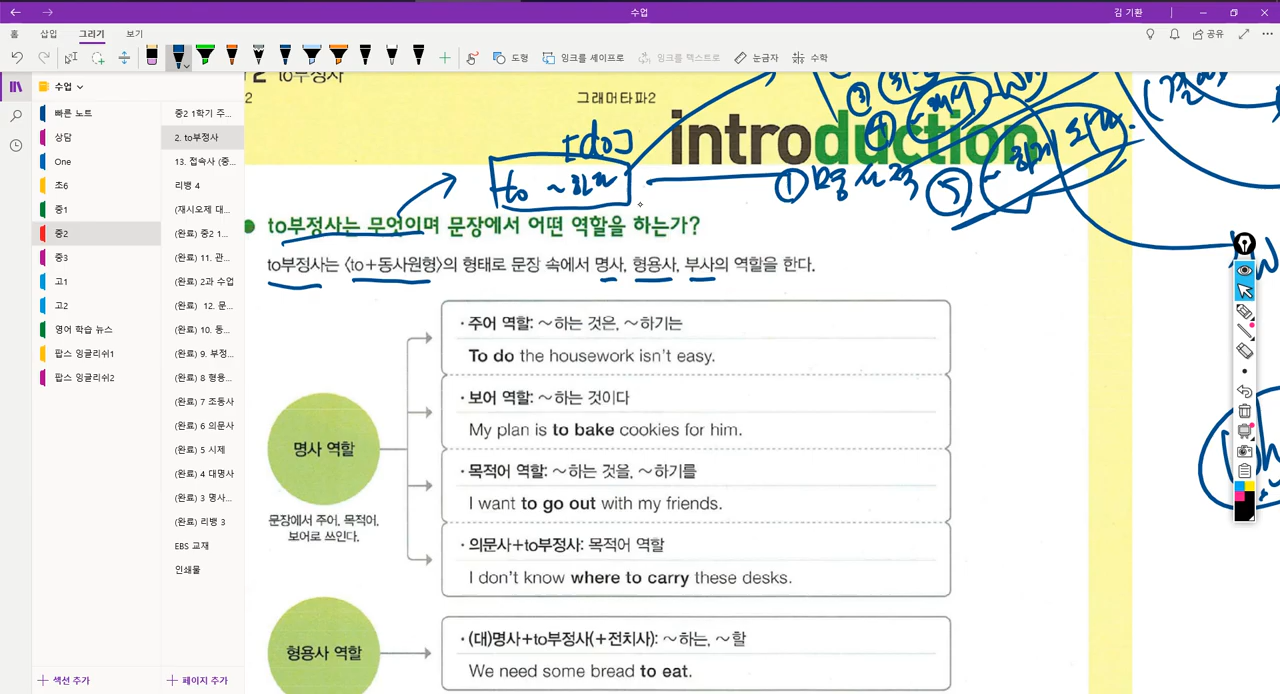 수업
김 기환
홈 삽입 그리기 보기
공유
도형
잉크를 셰이프로
잉크를 텍스트로
눈금자
수학
수업
빠른 노트
상담
One
초6
중1
중2
중3
고1
고2
영어 학습 뉴스
팝스 잉글리쉬1
팝스 잉글리쉬2
섹션 추가
중2 1학기 주...
2. to부정사
13. 접속사 (중...
리뱅 4
(재시오제 대...
(완료) 중2 1...
(완료) 11. 관...
(완료) 2과 수업
(완료) 12. 문...
(완료) 10. 동...
(완료) 9. 부정...
(완료) 8 형용...
(완료) 7 조동사
(완료) 6 의문사
(완료) 5 시제
(완료) 4 대명사
(완료) 3 명사...
(완료) 리뱅 3
EBS 교재
인쇄물
페이지 추가
2 to부정사
2
그래머타파2
introduction
[do]
to ~하다
①
③
④
⑤
to부정사는 무엇이며 문장에서 어떤 역할을 하는가?
to부정사는 〈to+동사원형〉의 형태로 문장 속에서 명사, 형용사, 부사의 역할을 한다.
명사 역할
문장에서 주어, 목적어,
보어로 쓰인다.
· 주어 역할: ~하는 것은, ~하기는
To do the housework isn't easy.
· 보어 역할: ~하는 것이다
My plan is to bake cookies for him.
· 목적어 역할: ~하는 것을, ~하기를
I want to go out with my friends.
· 의문사+to부정사: 목적어 역할
I don't know where to carry these desks.
형용사 역할
· (대)명사+to부정사(+전치사): ~하는, ~할
We need some bread to eat.